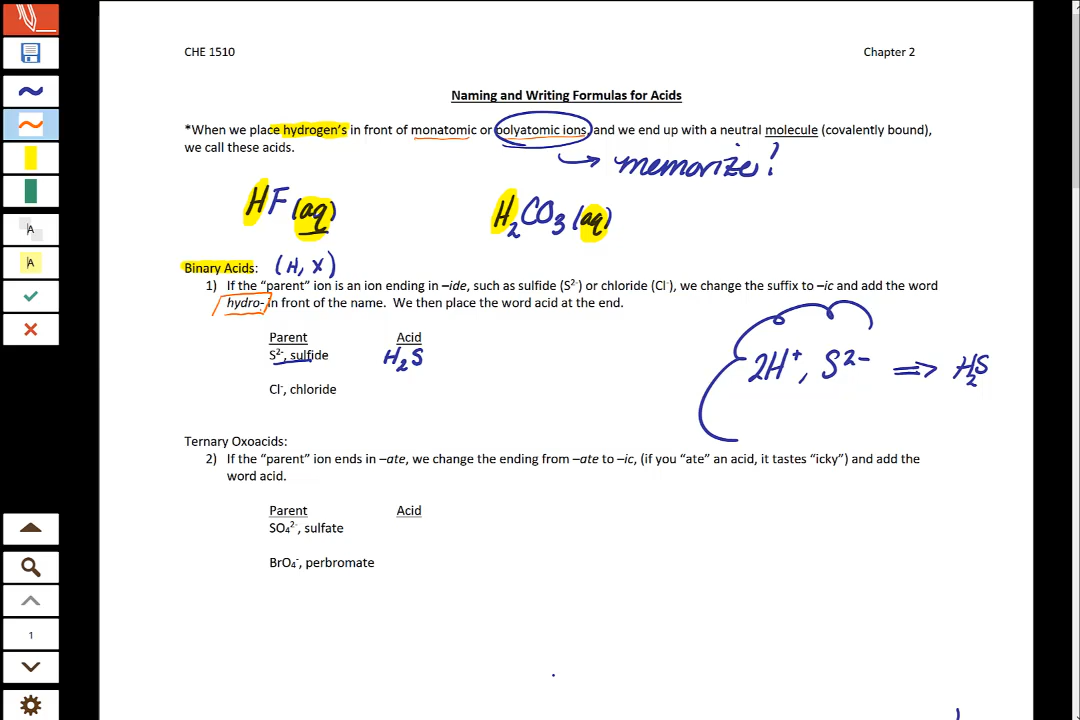 CHE 1510
Chapter 2
Naming and Writing Formulas for Acids
*When we place hydrogen's in front of monatomic or polyatomic ions, and we end up with a neutral molecule (covalently bound),
we call these acids.
memorize!
HF (aq)
H₂CO₃ (aq)
Binary Acids: (H, X)
1) If the "parent" ion is an ion ending in –ide, such as sulfide (S²⁻) or chloride (Cl⁻), we change the suffix to –ic and add the word
hydro- in front of the name. We then place the word acid at the end.
Parent Acid
S²⁻, sulfide H₂S
2H⁺, S²⁻ ⇒ H₂S
Cl⁻, chloride
Ternary Oxoacids:
2) If the "parent" ion ends in –ate, we change the ending from –ate to –ic, (if you "ate" an acid, it tastes "icky") and add the
word acid.
Parent Acid
SO₄²⁻, sulfate
BrO₄⁻, perbromate
A
A
1